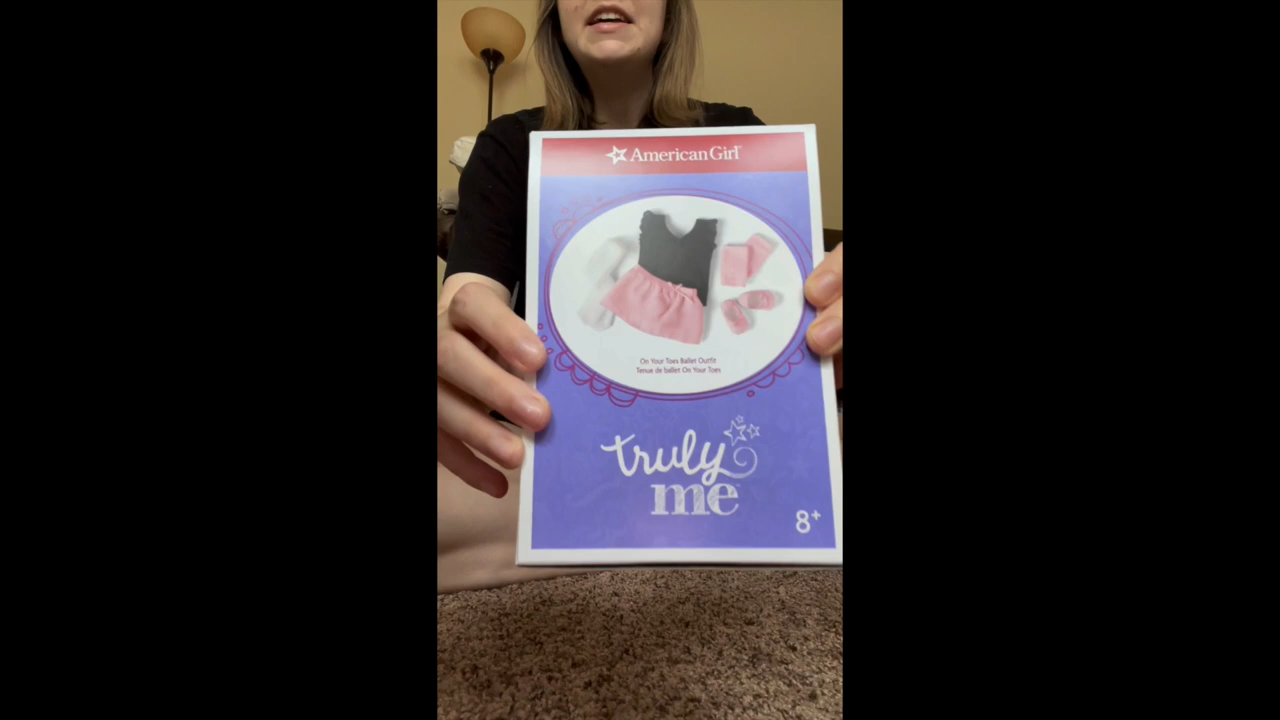 American Girl
On Your Toes Ballet Outfit
Tenue de ballet On Your Toes
truly
me
8+